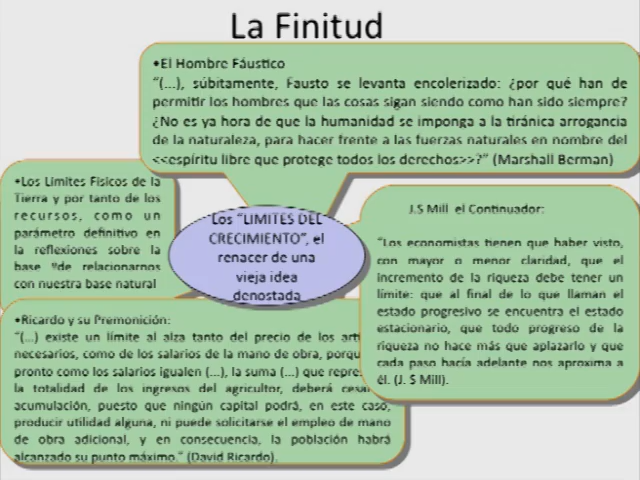 La Finitud
•El Hombre Fáustico
"(...), súbitamente, Fausto se levanta encolerizado: ¿por qué han de
permitir los hombres que las cosas sigan siendo como han sido siempre?
¿No es ya hora de que la humanidad se imponga a la tiránica arrogancia
de la naturaleza, para hacer frente a las fuerzas naturales en nombre del
<<espíritu libre que protege todos los derechos>>?" (Marshall Berman)
•Los Limites Físicos de la
Tierra y por tanto de los
recursos, como un
parámetro definitivo en
la reflexiones sobre la
base de relacionarnos
con nuestra base natural
Los "LIMITES DEL
CRECIMIENTO", el
renacer de una
vieja idea
denostada
J.S Mill el Continuador:
"Los economistas tienen que haber visto,
con mayor o menor claridad, que el
incremento de la riqueza debe tener un
límite: que al final de lo que llaman el
estado progresivo se encuentra el estado
estacionario, que todo progreso de la
riqueza no hace más que aplazarlo y que
cada paso hacia adelante nos aproxima a
él. (J. S Mill).
•Ricardo y su Premonición:
"(...) existe un límite al alza tanto del precio de los
necesarios, como de los salarios de la mano de obra,
pronto como los salarios igualen (...), la suma (...) que
la totalidad de los ingresos del agricultor, deberá
acumulación, puesto que ningún capital podrá, en este caso,
producir utilidad alguna, ni puede solicitarse el empleo de mano
de obra adicional, y en consecuencia, la población habrá
alcanzado su punto máximo." (David Ricardo).